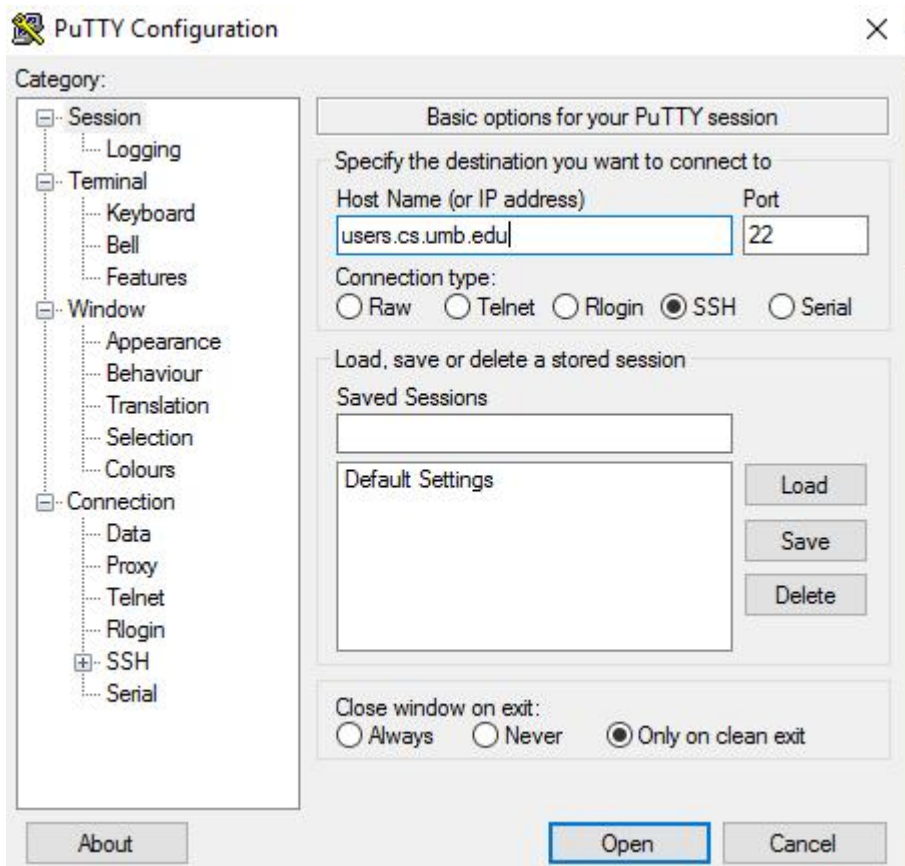 PuTTY Configuration
Category:
Session
Logging
Terminal
Keyboard
Bell
Features
Window
Appearance
Behaviour
Translation
Selection
Colours
Connection
Data
Proxy
Telnet
Rlogin
SSH
Serial
Basic options for your PuTTY session
Specify the destination you want to connect to
Host Name (or IP address) Port
users.cs.umb.edu 22
Connection type:
Raw Telnet Rlogin SSH Serial
Load, save or delete a stored session
Saved Sessions
Default Settings
Load
Save
Delete
Close window on exit:
Always Never Only on clean exit
About Open Cancel